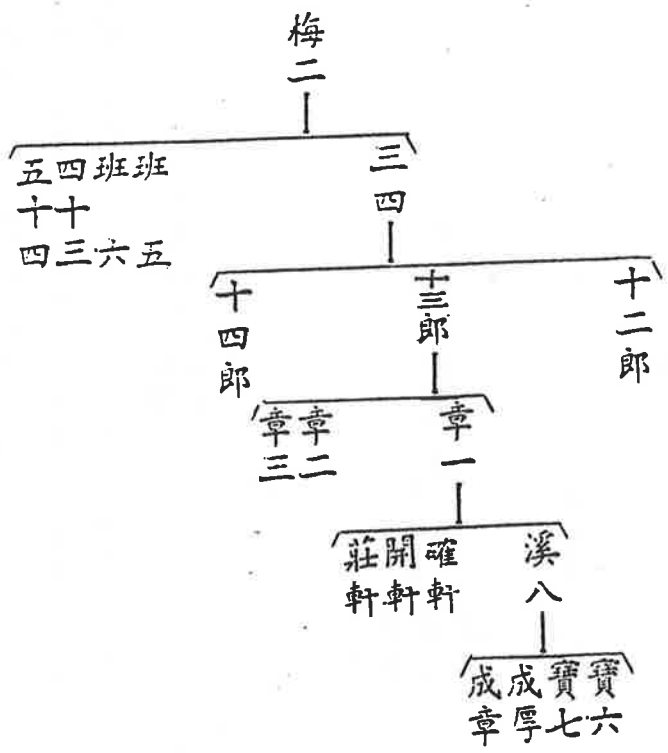 梅二
三四
班五
班六
四十三
五十四
十二郎
十三郎
十四郎
章一
章二
章三
溪八
確軒
開軒
莊軒
寶六
寶七
成厚
成章